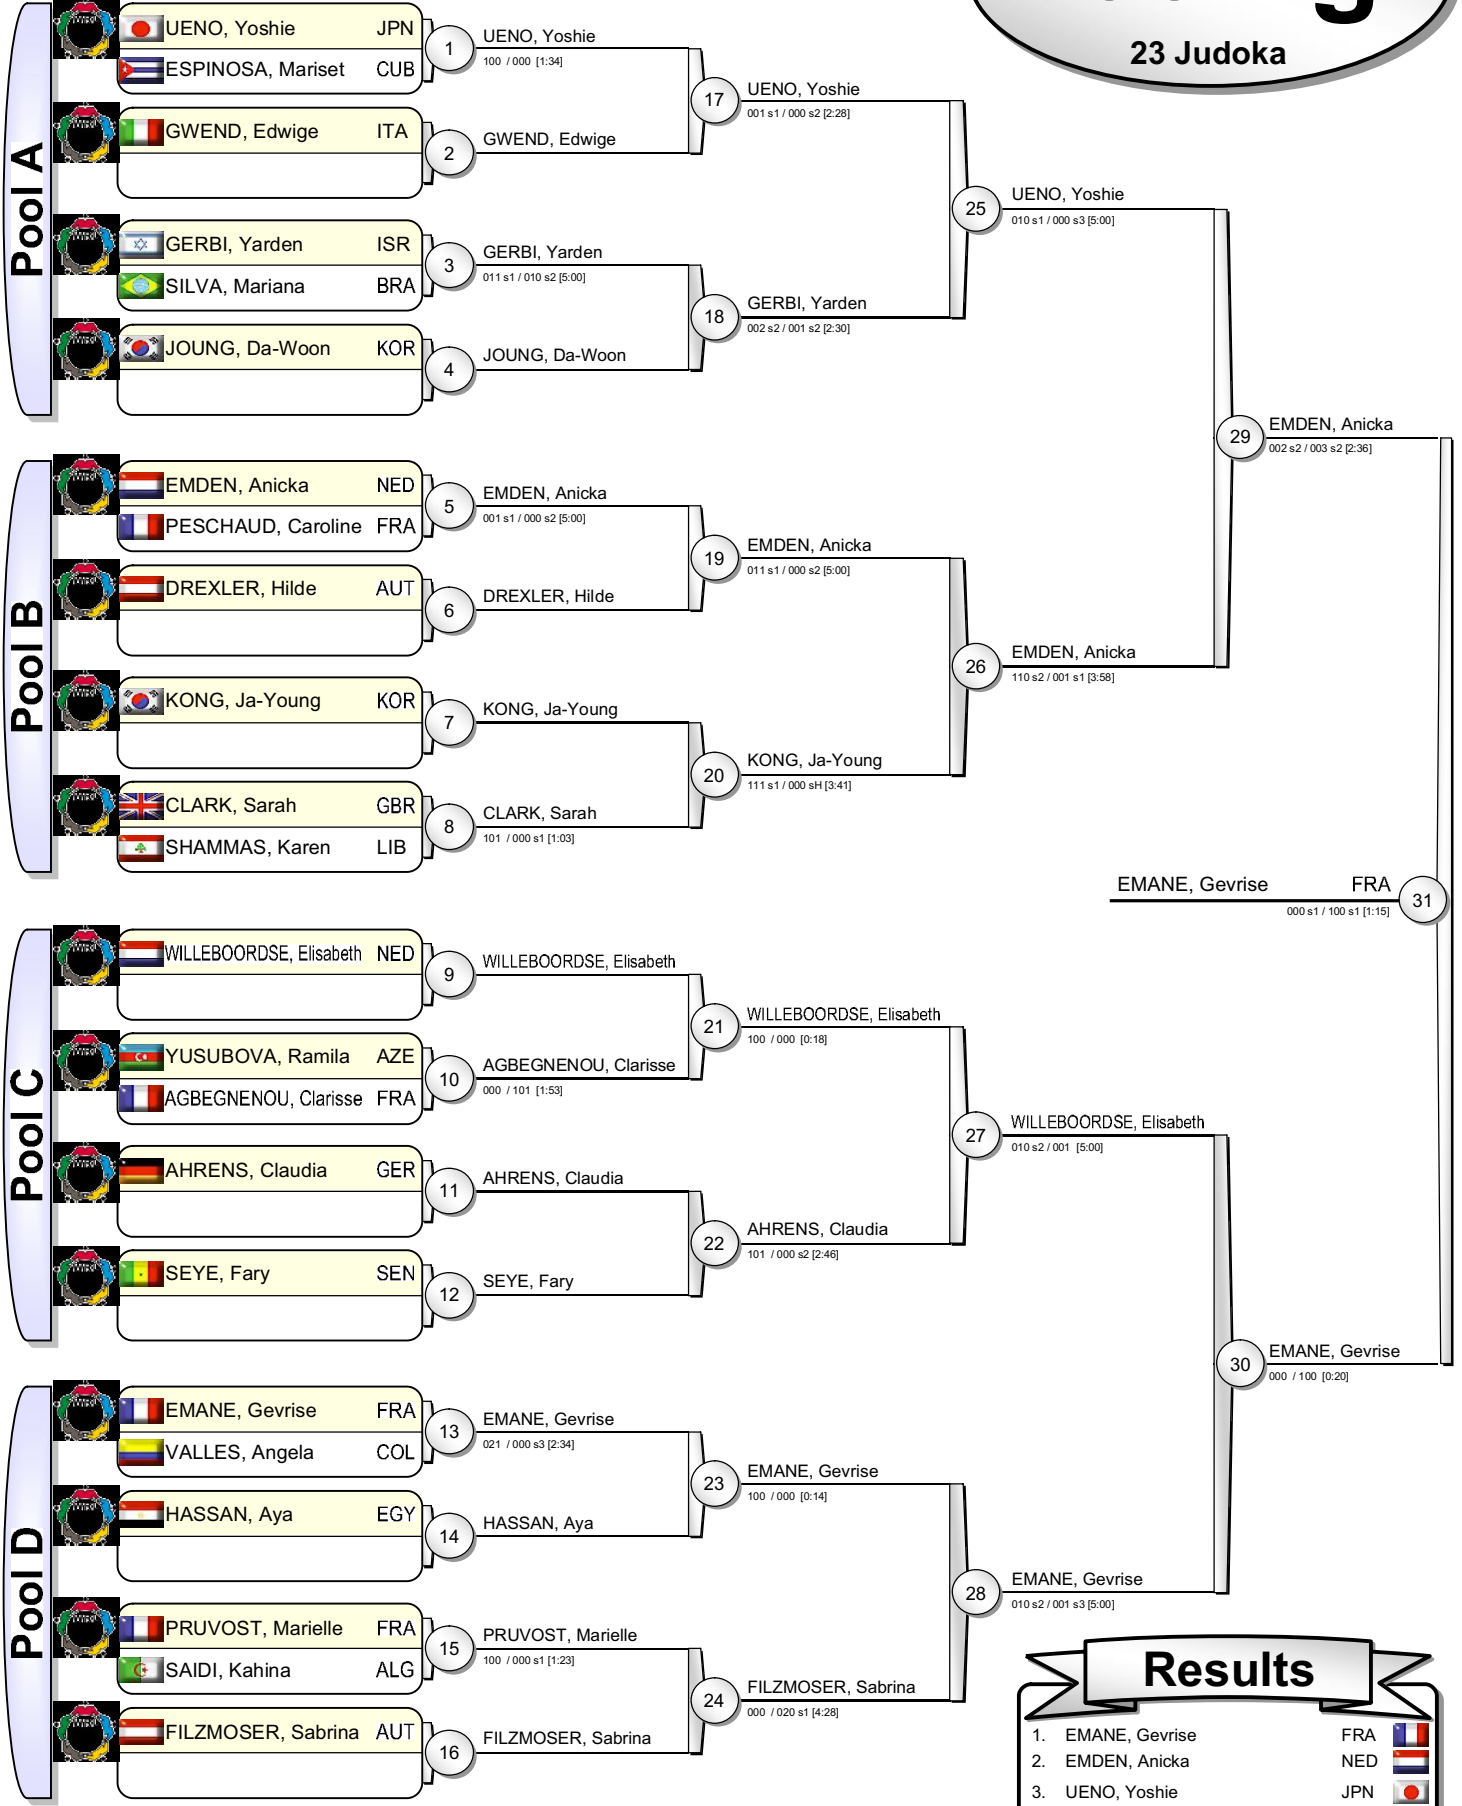 23 Judoka
Pool A
UENO, Yoshie JPN
ESPINOSA, Mariset CUB
1
UENO, Yoshie
100 / 000 [1:34]
GWEND, Edwige ITA
2
GWEND, Edwige
17
UENO, Yoshie
001 s1 / 000 s2 [2:28]
GERBI, Yarden ISR
SILVA, Mariana BRA
3
GERBI, Yarden
011 s1 / 010 s2 [5:00]
JOUNG, Da-Woon KOR
4
JOUNG, Da-Woon
18
GERBI, Yarden
002 s2 / 001 s2 [2:30]
25
UENO, Yoshie
010 s1 / 000 s3 [5:00]
Pool B
EMDEN, Anicka NED
PESCHAUD, Caroline FRA
5
EMDEN, Anicka
001 s1 / 000 s2 [5:00]
DREXLER, Hilde AUT
6
DREXLER, Hilde
19
EMDEN, Anicka
011 s1 / 000 s2 [5:00]
KONG, Ja-Young KOR
7
KONG, Ja-Young
CLARK, Sarah GBR
SHAMMAS, Karen LIB
8
CLARK, Sarah
101 / 000 s1 [1:03]
20
KONG, Ja-Young
111 s1 / 000 sH [3:41]
26
EMDEN, Anicka
110 s2 / 001 s1 [3:58]
29
EMDEN, Anicka
002 s2 / 003 s2 [2:36]
EMANE, Gevrise FRA
000 s1 / 100 s1 [1:15]
31
Pool C
WILLEBOORDSE, Elisabeth NED
9
WILLEBOORDSE, Elisabeth
YUSUBOVA, Ramila AZE
AGBEGNENOU, Clarisse FRA
10
AGBEGNENOU, Clarisse
000 / 101 [1:53]
21
WILLEBOORDSE, Elisabeth
100 / 000 [0:18]
AHRENS, Claudia GER
11
AHRENS, Claudia
SEYE, Fary SEN
12
SEYE, Fary
22
AHRENS, Claudia
101 / 000 s2 [2:46]
27
WILLEBOORDSE, Elisabeth
010 s2 / 001 [5:00]
Pool D
EMANE, Gevrise FRA
VALLES, Angela COL
13
EMANE, Gevrise
021 / 000 s3 [2:34]
HASSAN, Aya EGY
14
HASSAN, Aya
23
EMANE, Gevrise
100 / 000 [0:14]
PRUVOST, Marielle FRA
SAIDI, Kahina ALG
15
PRUVOST, Marielle
100 / 000 s1 [1:23]
FILZMOSER, Sabrina AUT
16
FILZMOSER, Sabrina
24
FILZMOSER, Sabrina
000 / 020 s1 [4:28]
28
EMANE, Gevrise
010 s2 / 001 s3 [5:00]
30
EMANE, Gevrise
000 / 100 [0:20]
Results
1. EMANE, Gevrise FRA
2. EMDEN, Anicka NED
3. UENO, Yoshie JPN